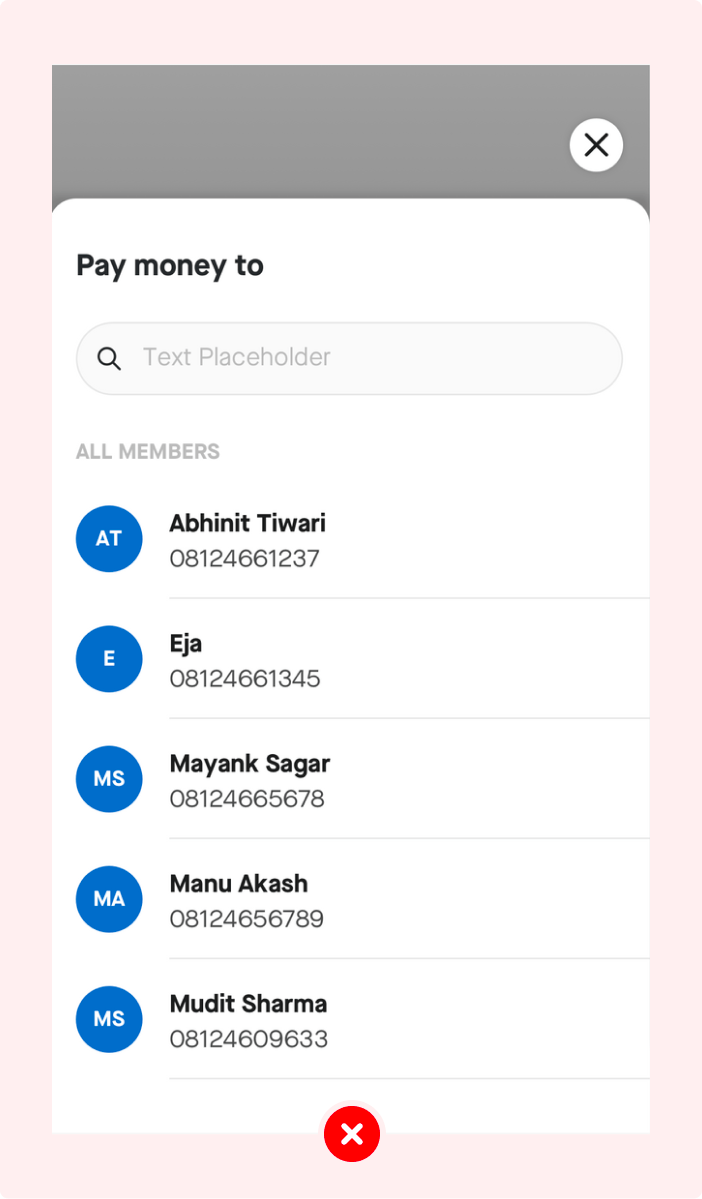 Pay money to
Text Placeholder
ALL MEMBERS
AT
Abhinit Tiwari
08124661237
E
Eja
08124661345
MS
Mayank Sagar
08124665678
MA
Manu Akash
08124656789
MS
Mudit Sharma
08124609633